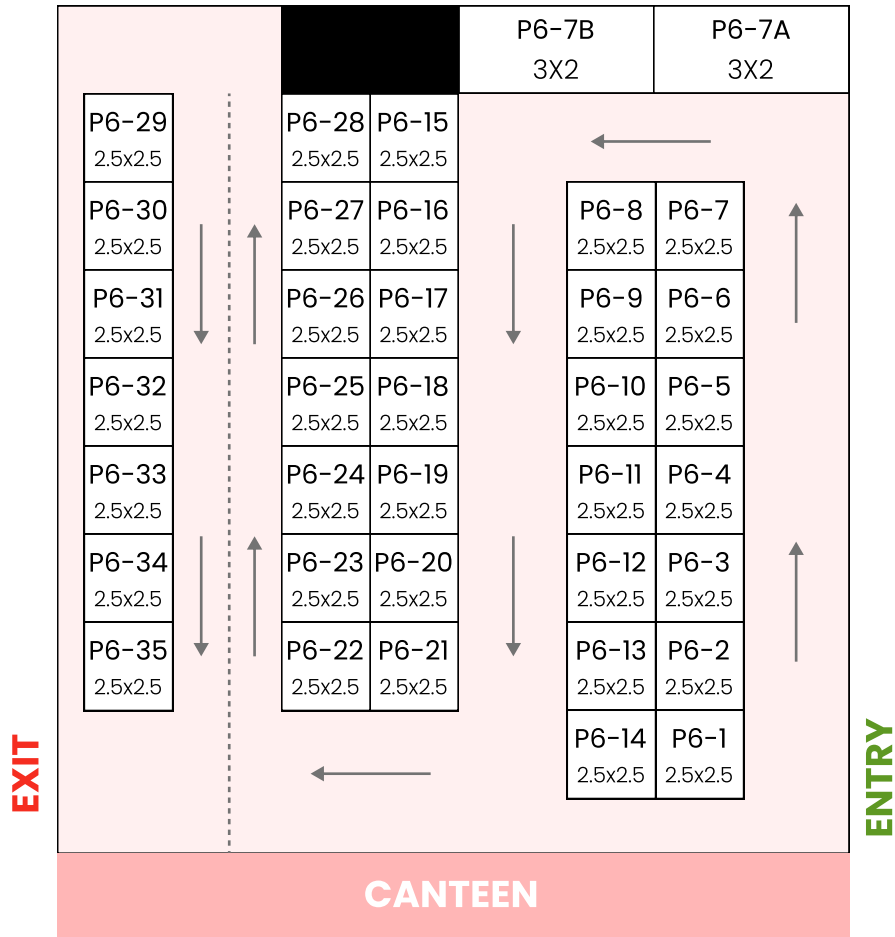 P6-7B
3X2
P6-7A
3X2
P6-29
2.5x2.5
P6-28
2.5x2.5
P6-15
2.5x2.5
P6-30
2.5x2.5
P6-27
2.5x2.5
P6-16
2.5x2.5
P6-8
2.5x2.5
P6-7
2.5x2.5
P6-31
2.5x2.5
P6-26
2.5x2.5
P6-17
2.5x2.5
P6-9
2.5x2.5
P6-6
2.5x2.5
P6-32
2.5x2.5
P6-25
2.5x2.5
P6-18
2.5x2.5
P6-10
2.5x2.5
P6-5
2.5x2.5
P6-33
2.5x2.5
P6-24
2.5x2.5
P6-19
2.5x2.5
P6-11
2.5x2.5
P6-4
2.5x2.5
P6-34
2.5x2.5
P6-23
2.5x2.5
P6-20
2.5x2.5
P6-12
2.5x2.5
P6-3
2.5x2.5
P6-35
2.5x2.5
P6-22
2.5x2.5
P6-21
2.5x2.5
P6-13
2.5x2.5
P6-2
2.5x2.5
P6-14
2.5x2.5
P6-1
2.5x2.5
EXIT
ENTRY
CANTEEN